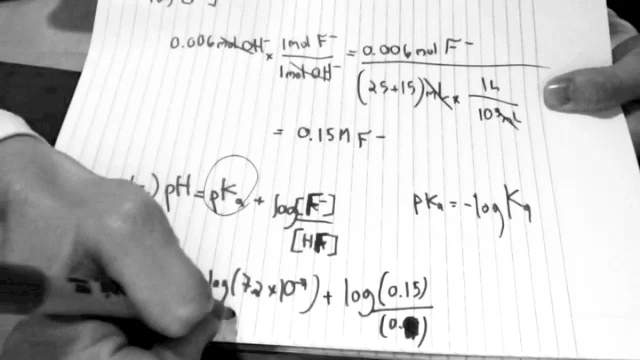 0.006 mol OH⁻ × 1 mol F⁻ / 1 mol OH⁻ = 0.006 mol F⁻ / (25+15) mL × 1L / 10³ mL
= 0.15 M F⁻
) pH = pKa + log [F⁻] / [HF] pKa = -log Ka
log(7.2 × 10⁻⁴) + log (0.15) / (0.